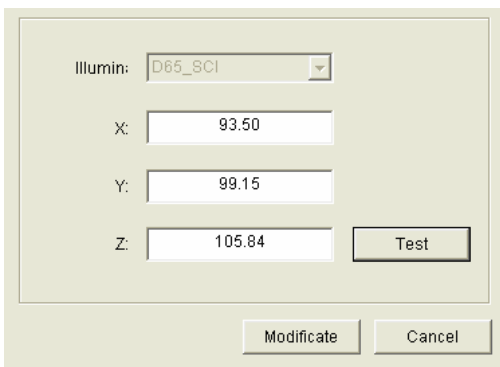 Illumin: D65_SCI
X: 93.50
Y: 99.15
Z: 105.84 Test
Modificate Cancel